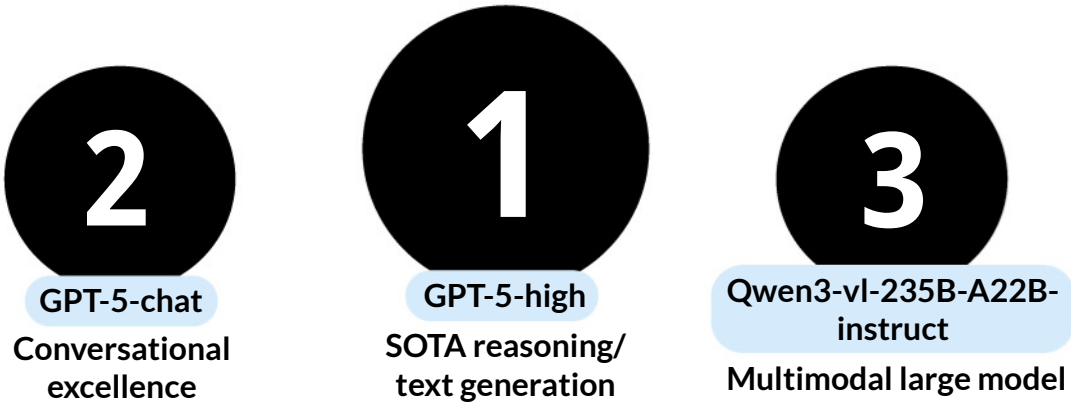 2
GPT-5-chat
Conversational
excellence
1
GPT-5-high
SOTA reasoning/
text generation
3
Qwen3-vl-235B-A22B-
instruct
Multimodal large model